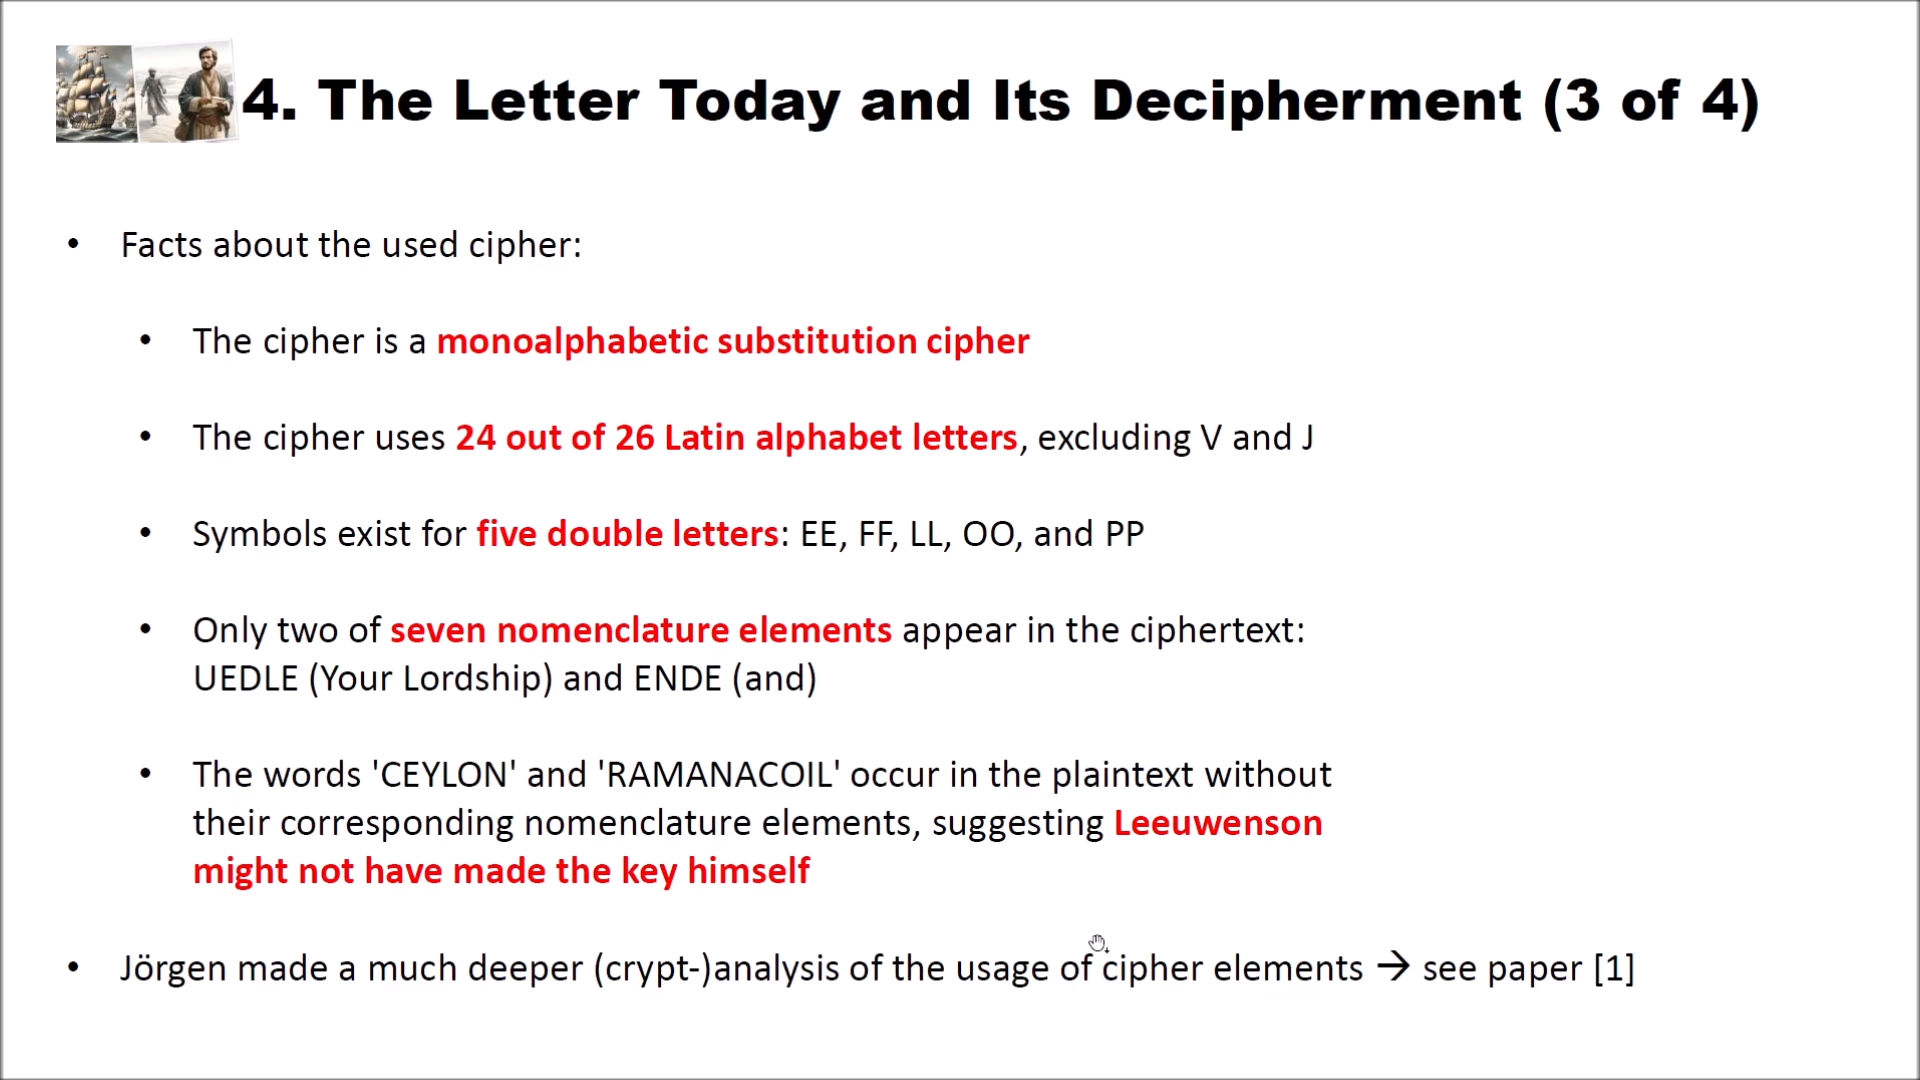 4. The Letter Today and Its Decipherment (3 of 4)
• Facts about the used cipher:
• The cipher is a monoalphabetic substitution cipher
• The cipher uses 24 out of 26 Latin alphabet letters, excluding V and J
• Symbols exist for five double letters: EE, FF, LL, OO, and PP
• Only two of seven nomenclature elements appear in the ciphertext:
UEDLE (Your Lordship) and ENDE (and)
• The words 'CEYLON' and 'RAMANACOIL' occur in the plaintext without
their corresponding nomenclature elements, suggesting Leeuwenson
might not have made the key himself
• Jörgen made a much deeper (crypt-)analysis of the usage of cipher elements → see paper [1]